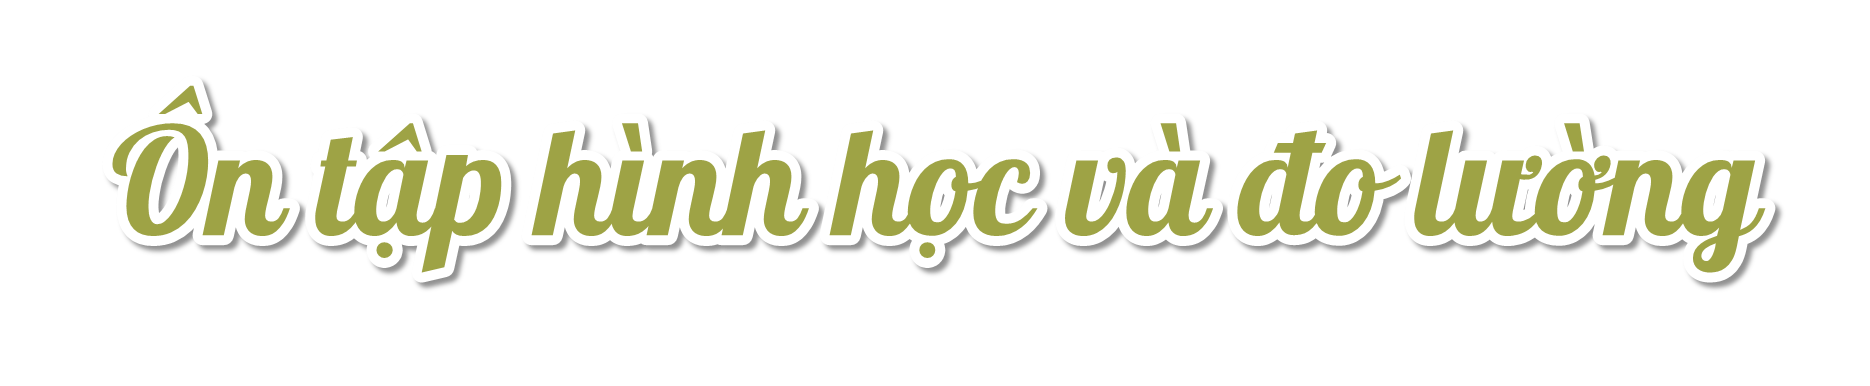 Ôn tập hình học và đo lường